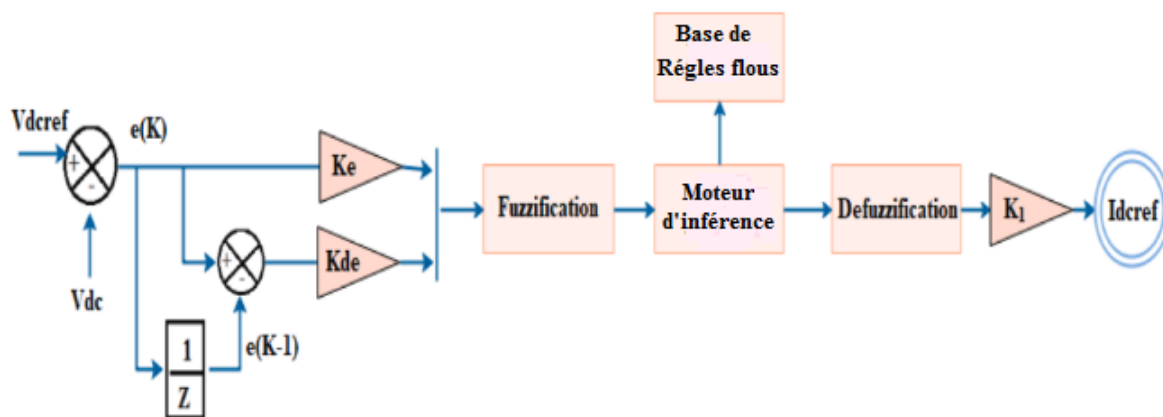 Base de
Régles flous
Vdcref
e(K)
+
-
Ke
Fuzzification
Moteur
d'inférence
Defuzzification
K1
Idcref
+
-
Kde
Vdc
1
Z
e(K-1)